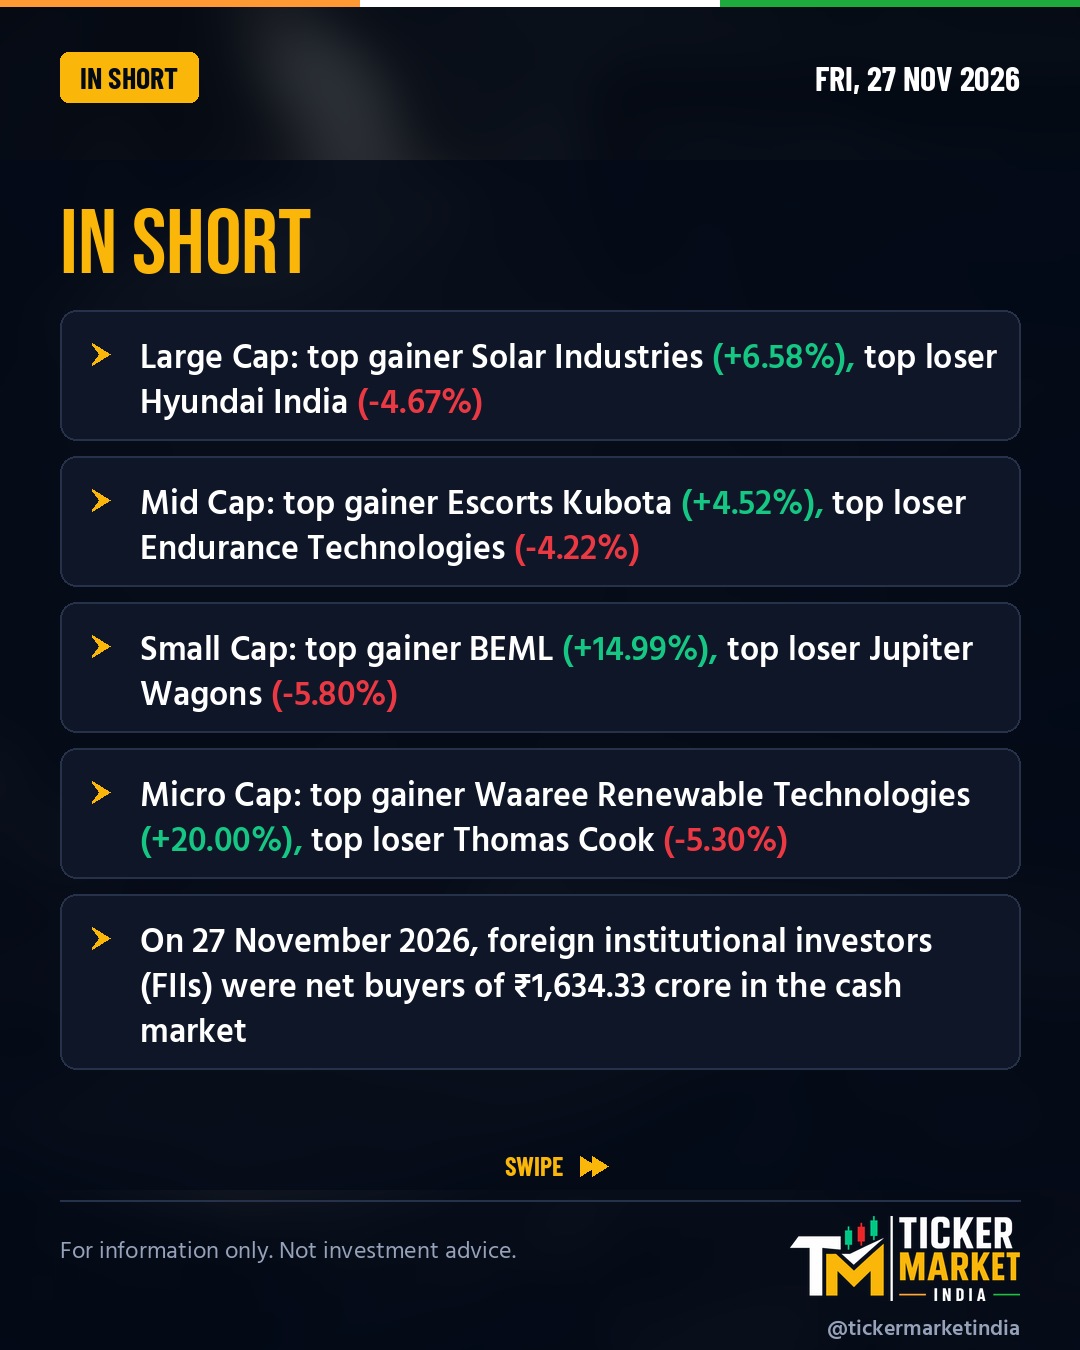 IN SHORT
FRI, 27 NOV 2026
IN SHORT
Large Cap: top gainer Solar Industries (+6.58%), top loser
Hyundai India (-4.67%)
Mid Cap: top gainer Escorts Kubota (+4.52%), top loser
Endurance Technologies (-4.22%)
Small Cap: top gainer BEML (+14.99%), top loser Jupiter
Wagons (-5.80%)
Micro Cap: top gainer Waaree Renewable Technologies
(+20.00%), top loser Thomas Cook (-5.30%)
On 27 November 2026, foreign institutional investors
(FIIs) were net buyers of ₹1,634.33 crore in the cash
market
SWIPE
For information only. Not investment advice.
TM
TICKER
MARKET
INDIA
@tickermarketindia